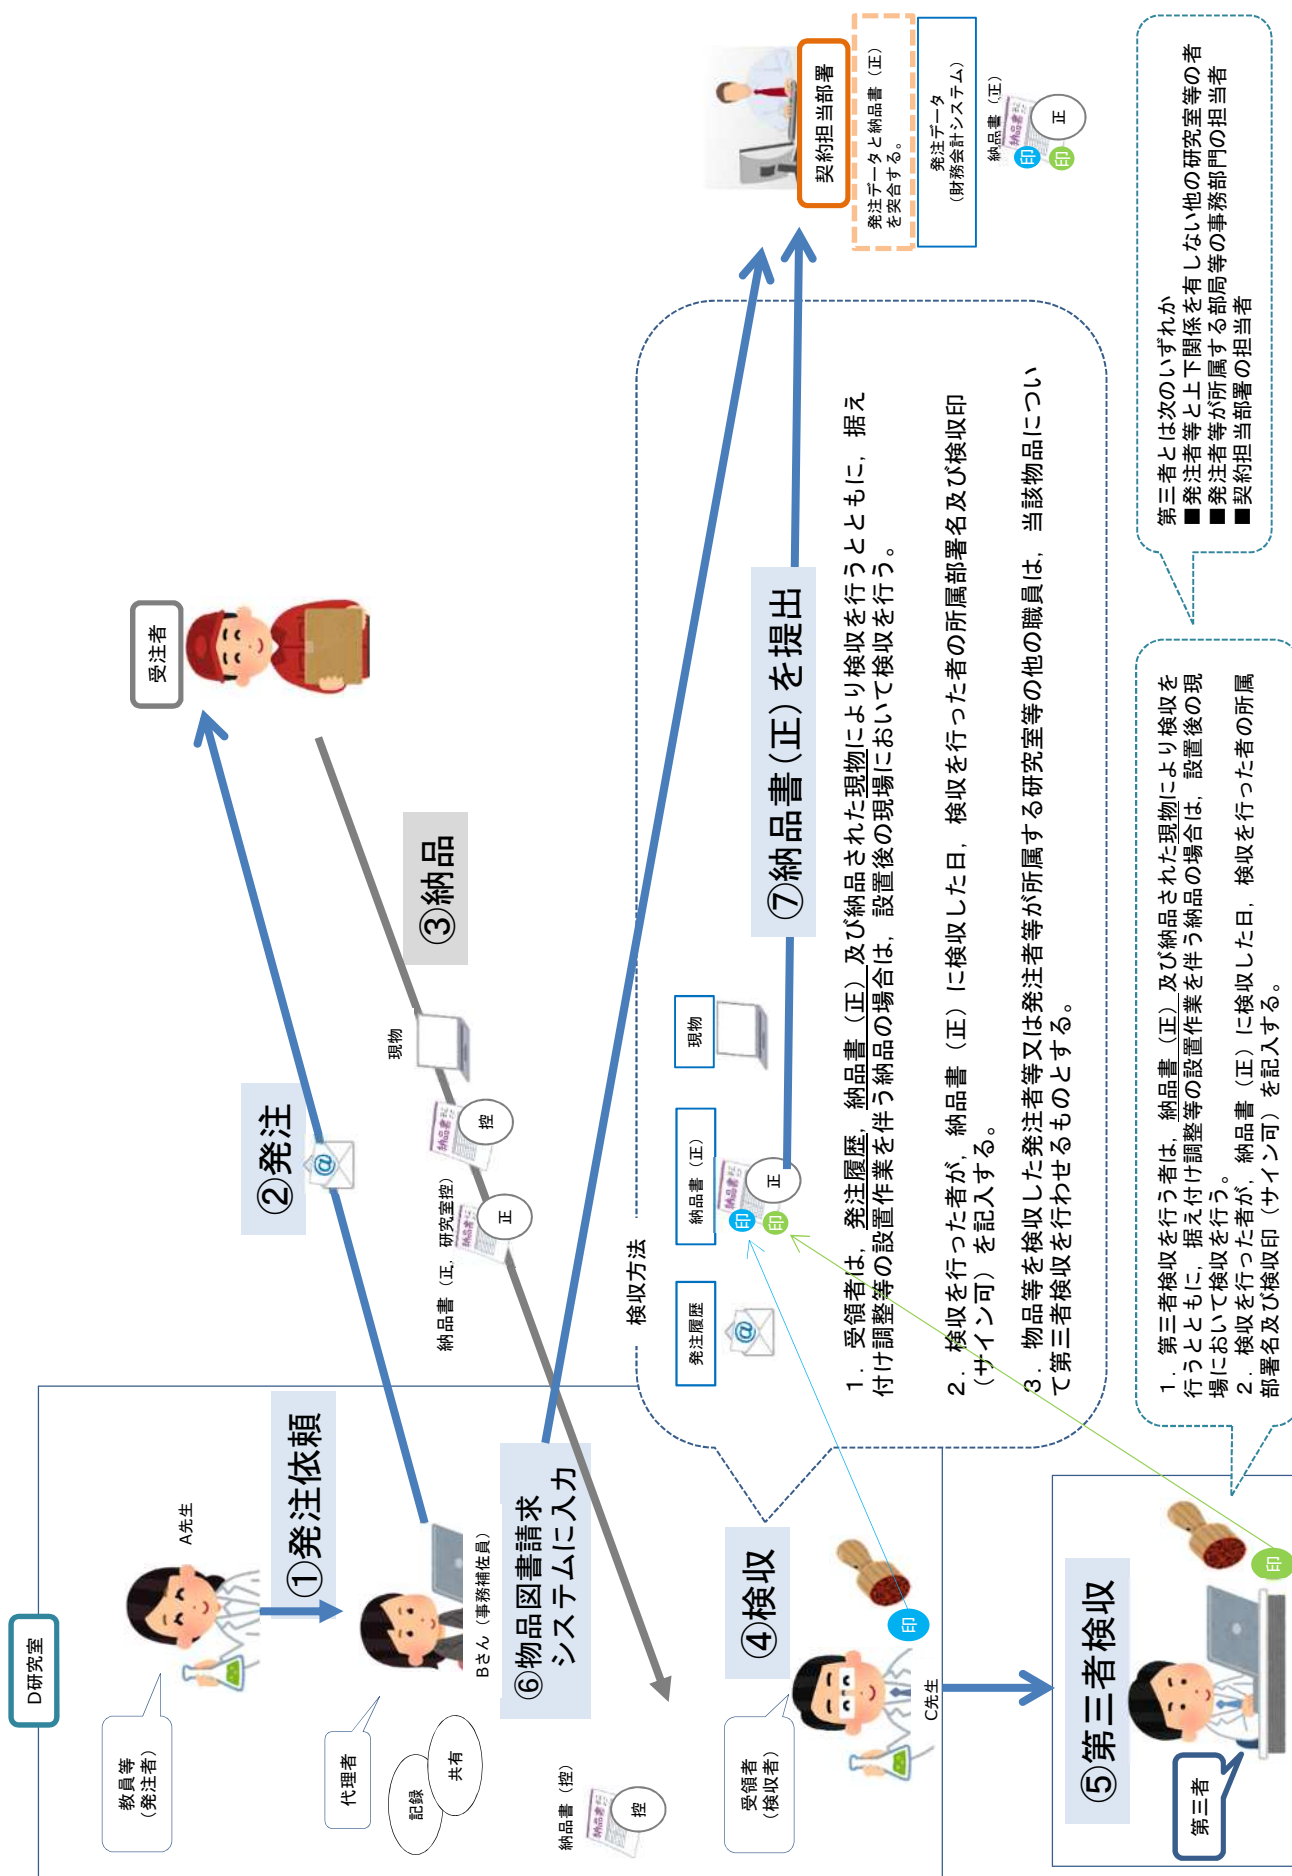 D研究室
教員等
(発注者)
A先生
①発注依頼
代理者
記録
共有
Bさん（事務補佐員）
②発注
@
受注者
③納品
現物
納品書（正，研究室控）
納品書
控
納品書
正
⑥物品図書請求
システムに入力
納品書（控）
納品書
控
受領者
(検収者)
C先生
印
④検収
検収方法
発注履歴
@
納品書（正）
納品書
正
印
印
現物
⑦納品書（正）を提出
１．受領者は，発注履歴，納品書（正）及び納品された現物により検収を行うとともに，据え
付け調整等の設置作業を伴う納品の場合は，設置後の現場において検収を行う。
２．検収を行った者が，納品書（正）に検収した日，検収を行った者の所属部署名及び検収印
（サイン可）を記入する。
３．物品等を検収した発注者等又は発注者等が所属する研究室等の他の職員は，当該物品につい
て第三者検収を行わせるものとする。
契約担当部署
発注データと納品書（正）
を突合する。
発注データ
(財務会計システム)
納品書（正）
納品書
正
印
印
⑤第三者検収
第三者
印
１．第三者検収を行う者は，納品書（正）及び納品された現物により検収を
行うとともに，据え付け調整等の設置作業を伴う納品の場合は，設置後の現
場において検収を行う。
２．検収を行った者が，納品書（正）に検収した日，検収を行った者の所属
部署名及び検収印（サイン可）を記入する。
第三者とは次のいずれか
■発注者等と上下関係を有しない他の研究室等の者
■発注者等が所属する部局等の事務部門の担当者
■契約担当部署の担当者